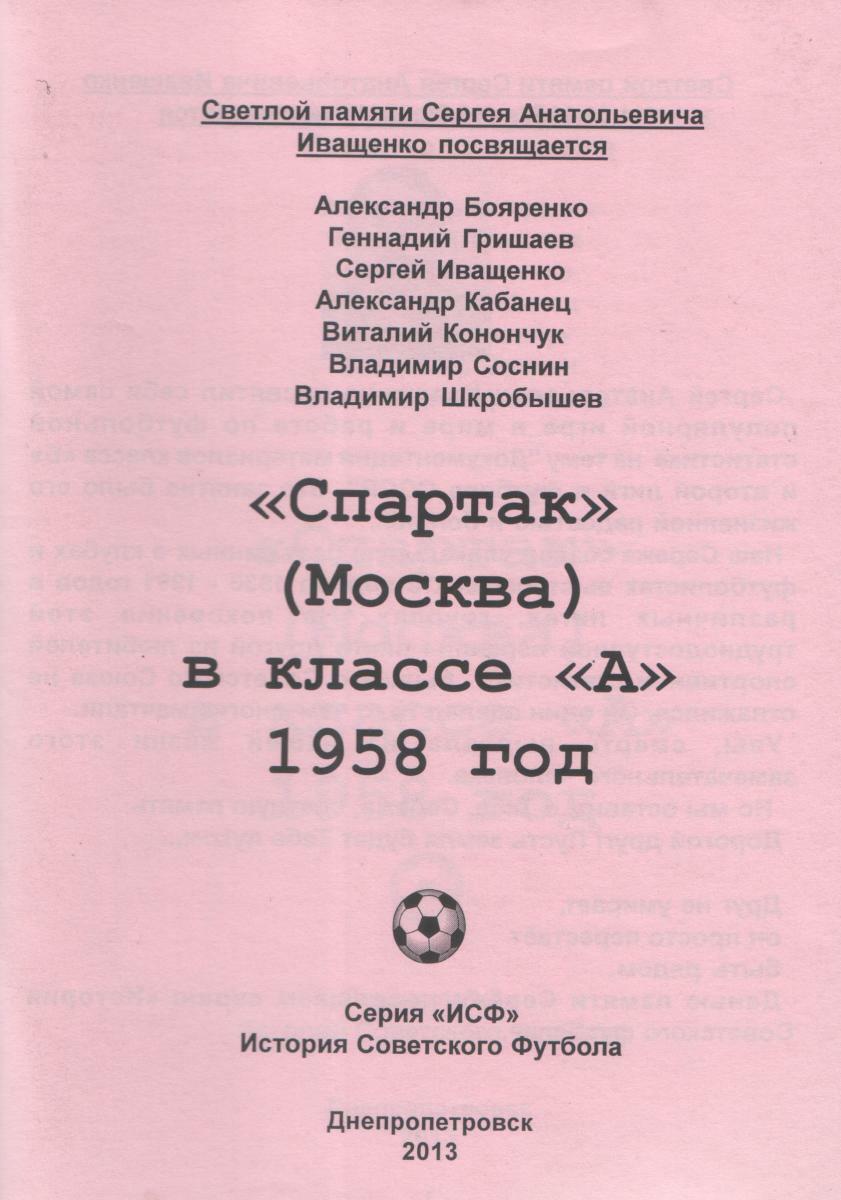 Светлой памяти Сергея Анатольевича
Иващенко посвящается
Александр Бояренко
Геннадий Гришаев
Сергей Иващенко
Александр Кабанец
Виталий Конончук
Владимир Соснин
Владимир Шкробышев
«Спартак»
(Москва)
в классе «А»
1958 год
Серия «ИСФ»
История Советского Футбола
Днепропетровск
2013